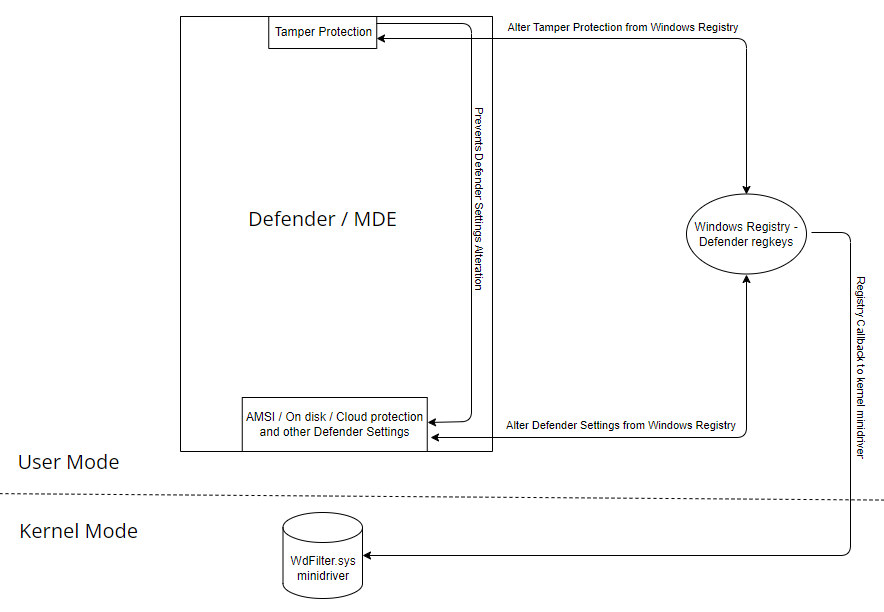 Tamper Protection
Alter Tamper Protection from Windows Registry
Prevents Defender Settings Alteration
Defender / MDE
Windows Registry -
Defender regkeys
Registry Callback to kernel minidriver
AMSI / On disk / Cloud protection
and other Defender Settings
Alter Defender Settings from Windows Registry
User Mode
Kernel Mode
WdFilter.sys
minidriver